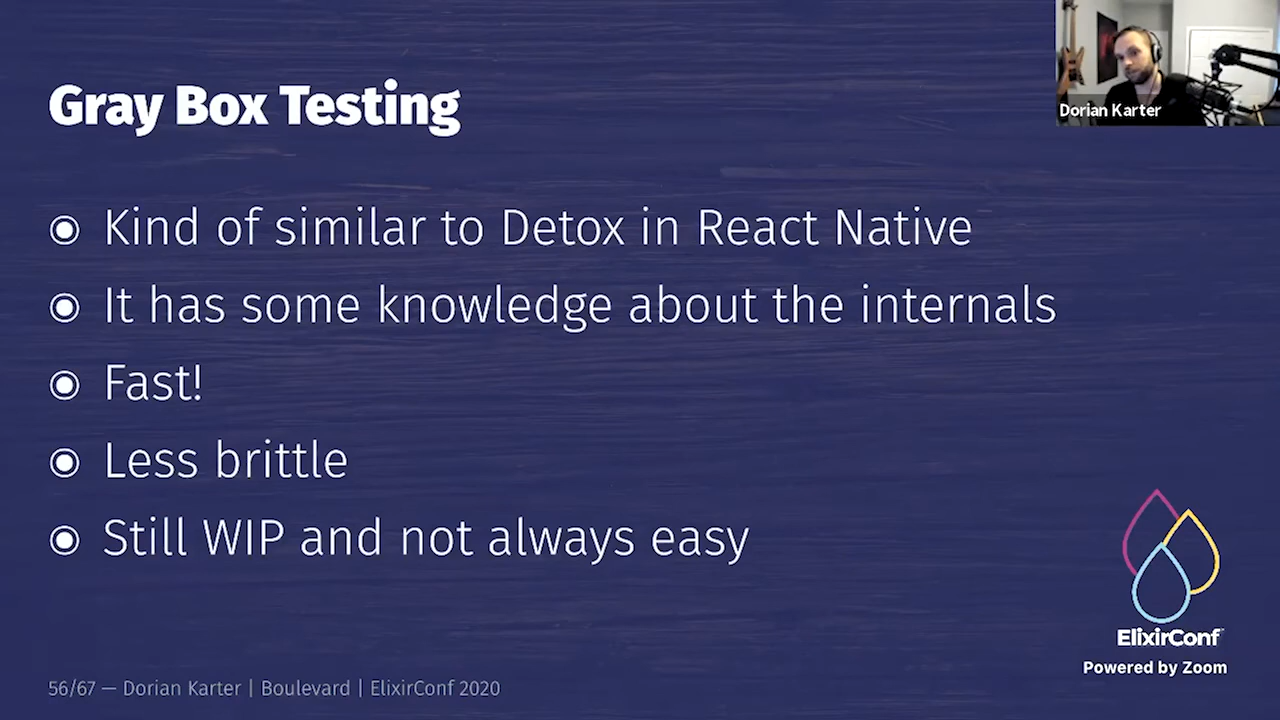 Gray Box Testing
Dorian Karter
Kind of similar to Detox in React Native
It has some knowledge about the internals
Fast!
Less brittle
Still WIP and not always easy
ElixirConf
Powered by Zoom
56/67 — Dorian Karter | Boulevard | ElixirConf 2020